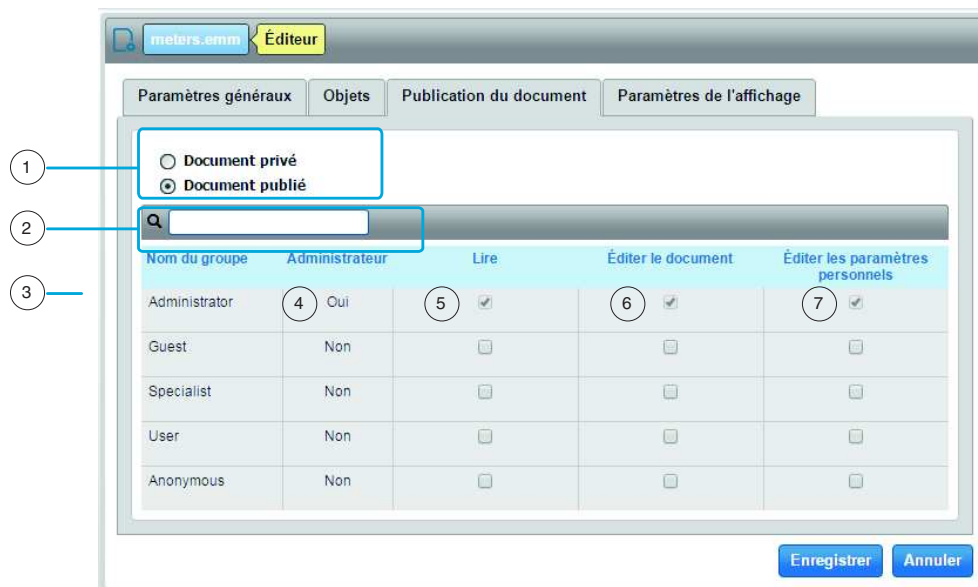 meters.emm Éditeur
Paramètres généraux Objets Publication du document Paramètres de l'affichage
1 Document privé
Document publié
2
Nom du groupe Administrateur Lire Éditer le document Éditer les paramètres personnels
3
Administrator 4 Oui 5 6 7
Guest Non
Specialist Non
User Non
Anonymous Non
Enregistrer Annuler